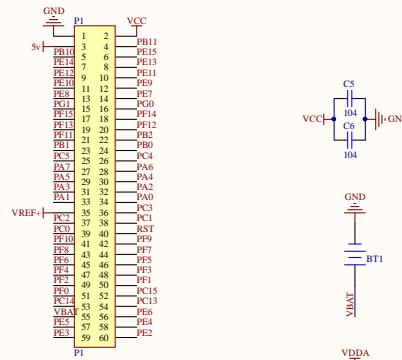 GND
P1
VCC
1 2
5v 3 4 PB11
PB10 5 6 PE15
PE14 7 8 PE13
PE12 9 10 PE11
PE10 11 12 PE9
PE8 13 14 PE7
PG1 15 16 PG0
PF15 17 18 PF14
PF13 19 20 PF12
PF11 21 22 PB2
PB1 23 24 PB0
PC5 25 26 PC4
PA7 27 28 PA6
PA5 29 30 PA4
PA3 31 32 PA2
PA1 33 34 PA0
VREF+ 35 36 PC3
PC2 37 38 PC1
PC0 39 40 RST
PF10 41 42 PF9
PF8 43 44 PF7
PF6 45 46 PF5
PF4 47 48 PF3
PF2 49 50 PF1
PF0 51 52 PC15
PC14 53 54 PC13
VBAT 55 56 PE6
PE5 57 58 PE4
PE3 59 60 PE2
P1
C5
104
VCC
GN
C6
104
GND
BT1
VBAT
VDDA